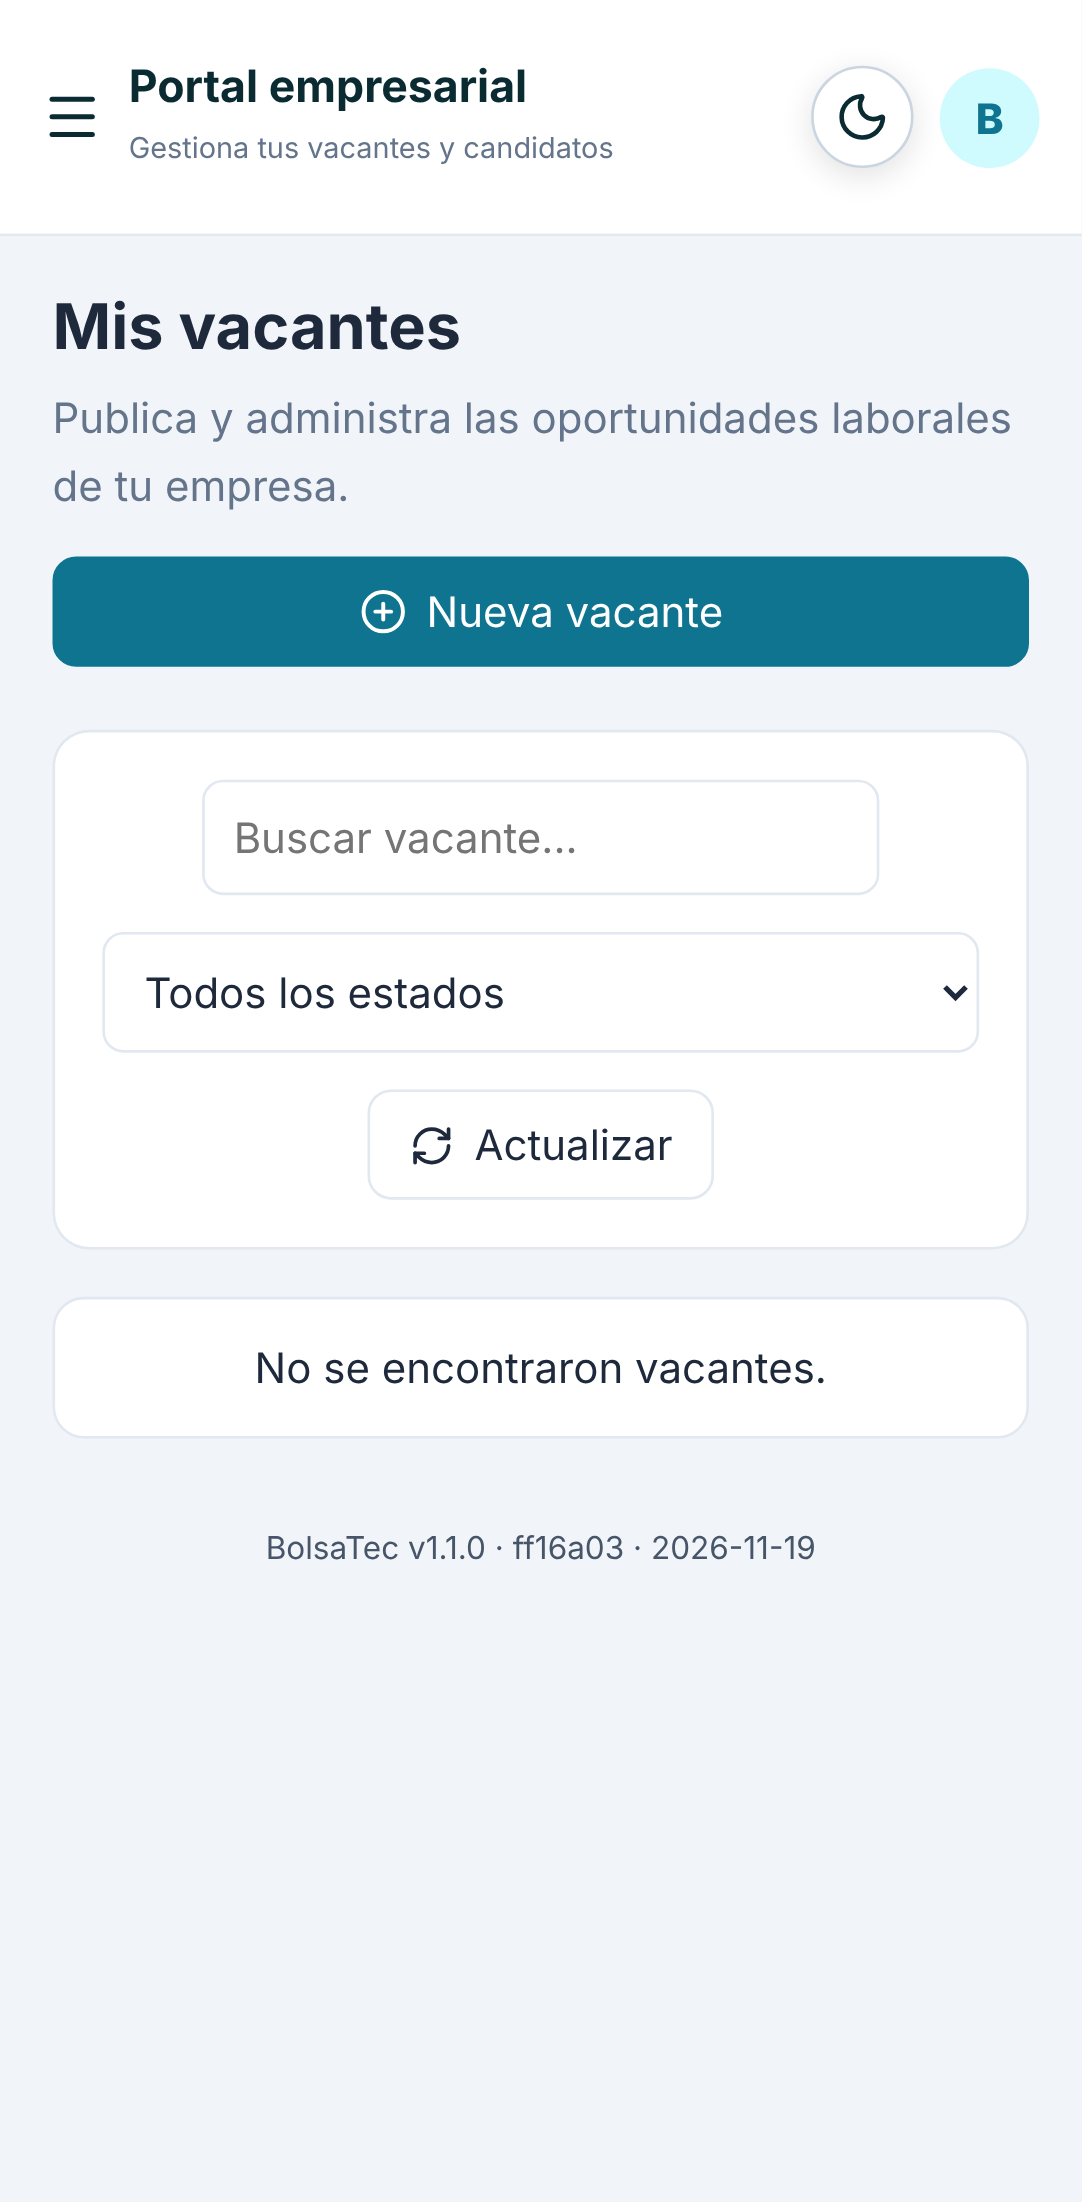 Portal empresarial
Gestiona tus vacantes y candidatos
B
Mis vacantes
Publica y administra las oportunidades laborales
de tu empresa.
Nueva vacante
Buscar vacante...
Todos los estados
Actualizar
No se encontraron vacantes.
BolsaTec v1.1.0 · ff16a03 · 2026-11-19